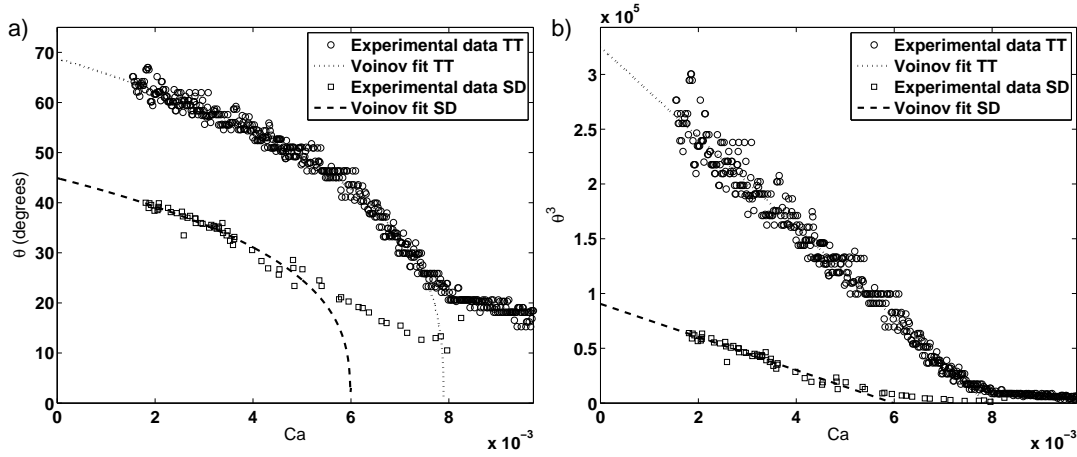 a)
70
60
50
40
30
20
10
0
θ (degrees)
0
2
4
6
8
Ca
x 10⁻³
Experimental data TT
Voinov fit TT
Experimental data SD
Voinov fit SD
b)
x 10⁵
3
2.5
2
1.5
1
0.5
0
θ³
0
2
4
6
8
Ca
x 10⁻³
Experimental data TT
Voinov fit TT
Experimental data SD
Voinov fit SD